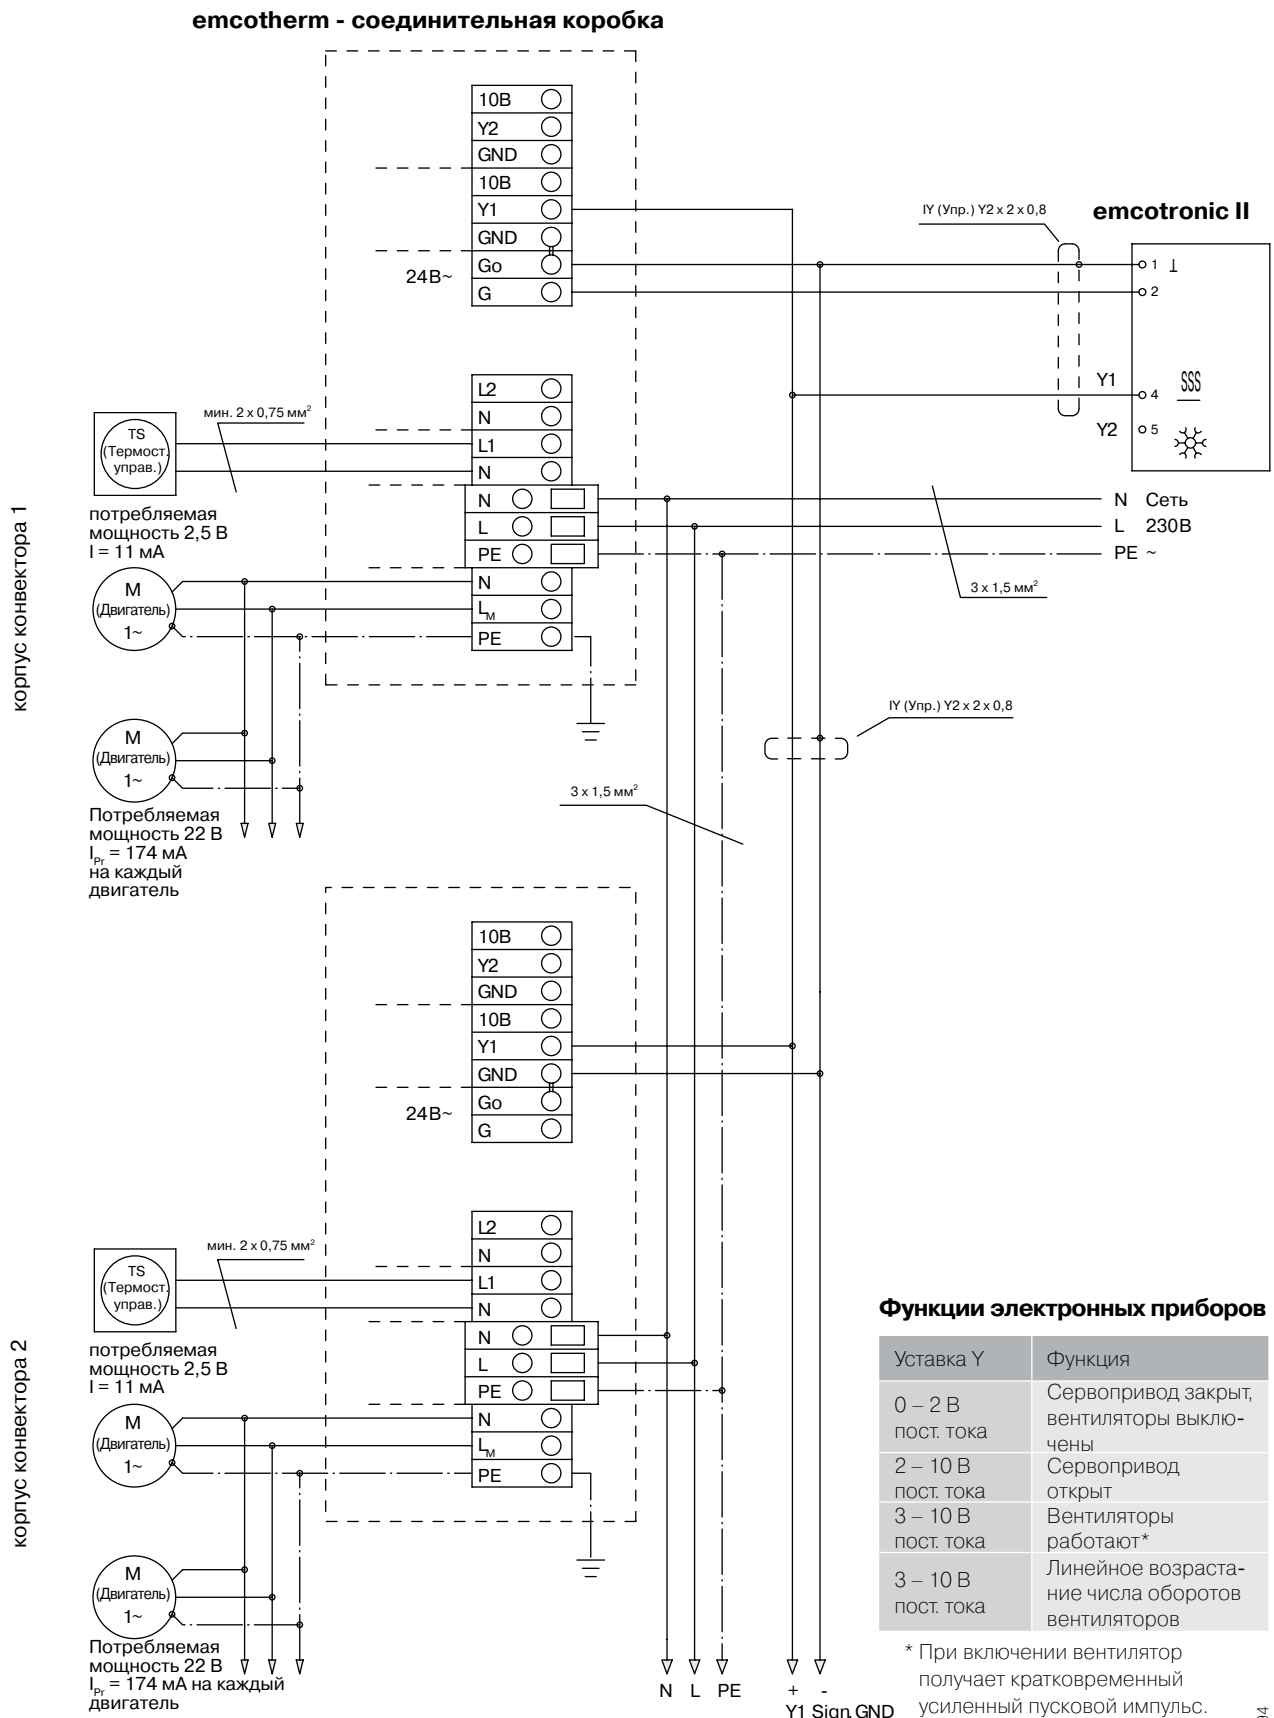 emcotherm - соединительная коробка
10В
Y2
GND
10В
Y1
GND
Go
G
24В~
IY (Упр.) Y2 x 2 x 0,8
emcotronic II
1 ⊥
2
Y1
4
Y2
5
L2
N
L1
N
N
L
PE
N
LM
PE
мин. 2 x 0,75 мм²
TS
(Термост.
управ.)
потребляемая
мощность 2,5 В
I = 11 мА
N Сеть
L 230В
PE ~
3 x 1,5 мм²
M
(Двигатель)
1~
корпус конвектора 1
M
(Двигатель)
1~
Потребляемая
мощность 22 В
IPr = 174 мА
на каждый
двигатель
IY (Упр.) Y2 x 2 x 0,8
3 x 1,5 мм²
10В
Y2
GND
10В
Y1
GND
Go
G
24В~
L2
N
L1
N
N
L
PE
N
LM
PE
мин. 2 x 0,75 мм²
TS
(Термост.
управ.)
потребляемая
мощность 2,5 В
I = 11 мА
M
(Двигатель)
1~
корпус конвектора 2
M
(Двигатель)
1~
Потребляемая
мощность 22 В
IPr = 174 мА на каждый
двигатель
N L PE
+ -
Y1 Sign. GND
Функции электронных приборов
Уставка Y Функция
0 – 2 В
пост. тока
Сервопривод закрыт,
вентиляторы выклю-
чены
2 – 10 В
пост. тока
Сервопривод
открыт
3 – 10 В
пост. тока
Вентиляторы
работают*
3 – 10 В
пост. тока
Линейное возраста-
ние числа оборотов
вентиляторов
* При включении вентилятор
получает кратковременный
усиленный пусковой импульс.